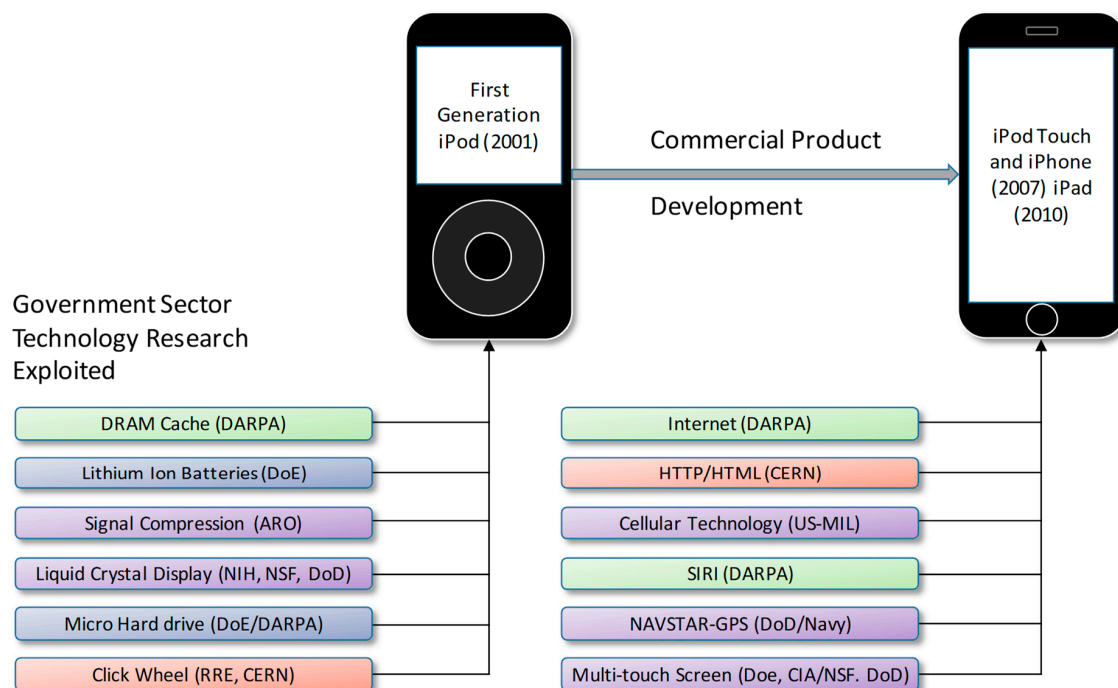 First
Generation
iPod (2001)
Commercial Product
Development
iPod Touch
and iPhone
(2007) iPad
(2010)
Government Sector
Technology Research
Exploited
DRAM Cache (DARPA)
Lithium Ion Batteries (DoE)
Signal Compression (ARO)
Liquid Crystal Display (NIH, NSF, DoD)
Micro Hard drive (DoE/DARPA)
Click Wheel (RRE, CERN)
Internet (DARPA)
HTTP/HTML (CERN)
Cellular Technology (US-MIL)
SIRI (DARPA)
NAVSTAR-GPS (DoD/Navy)
Multi-touch Screen (Doe, CIA/NSF. DoD)